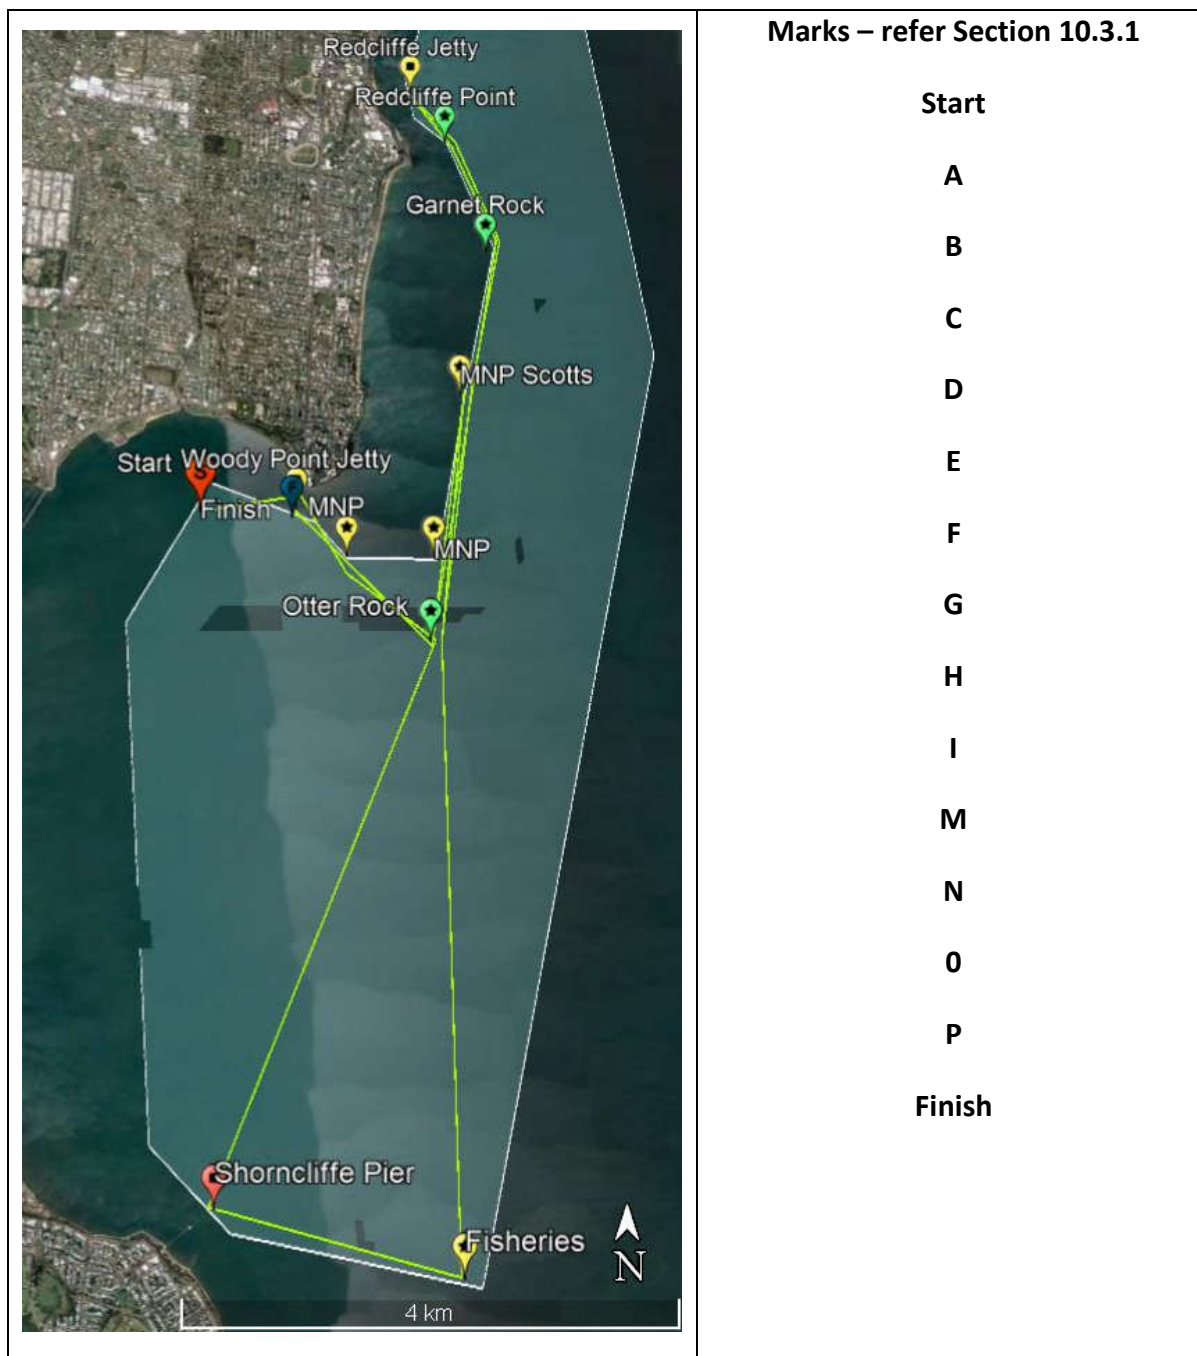 Redcliffe Jetty
Redcliffe Point
Garnet Rock
MNP Scotts
Start
Woody Point Jetty
Finish
MNP
MNP
Otter Rock
Shorncliffe Pier
Fisheries
N
4 km
Marks – refer Section 10.3.1
Start
A
B
C
D
E
F
G
H
I
M
N
0
P
Finish